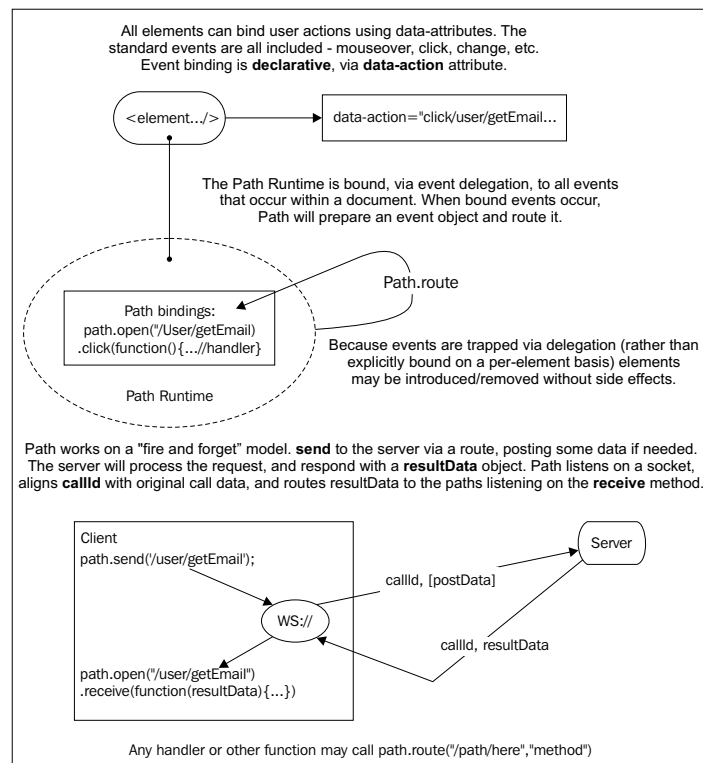 All elements can bind user actions using data-attributes. The
standard events are all included - mouseover, click, change, etc.
Event binding is declarative, via data-action attribute.
<element.../>
data-action="click/user/getEmail...
The Path Runtime is bound, via event delegation, to all events
that occur within a document. When bound events occur,
Path will prepare an event object and route it.
Path.route
Path bindings:
path.open("/User/getEmail)
.click(function(){...//handler}
Path Runtime
Because events are trapped via delegation (rather than
explicitly bound on a per-element basis) elements
may be introduced/removed without side effects.
Path works on a "fire and forget" model. send to the server via a route, posting some data if needed.
The server will process the request, and respond with a resultData object. Path listens on a socket,
aligns callId with original call data, and routes resultData to the paths listening on the receive method.
Client
path.send('/user/getEmail');
Server
callId, [postData]
WS://
callId, resultData
path.open("/user/getEmail")
.receive(function(resultData){...})
Any handler or other function may call path.route("/path/here","method")